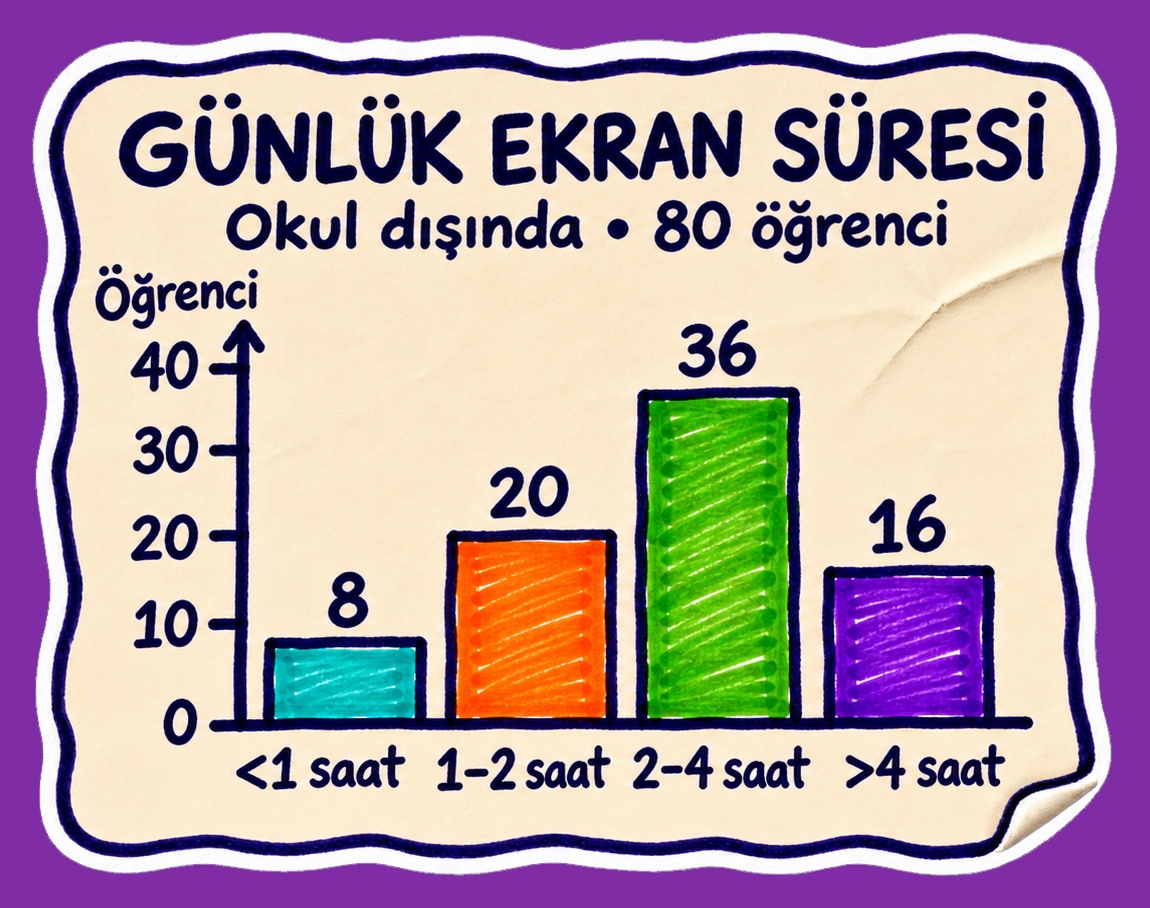 GÜNLÜK EKRAN SÜRESİ
Okul dışında • 80 öğrenci
Öğrenci
40
30
20
10
0
8
20
36
16
<1 saat
1-2 saat
2-4 saat
>4 saat